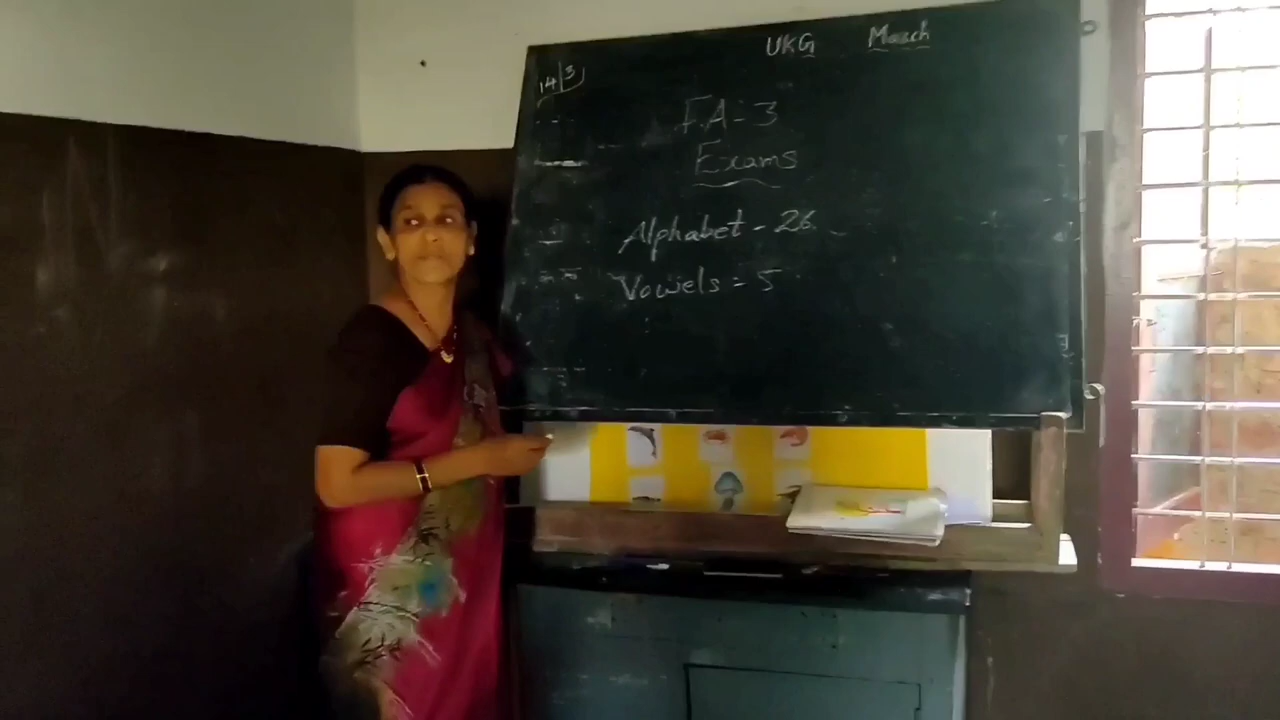 UKG March
14/3
F.A - 3
Exams
Alphabet - 26
Vowels = 5